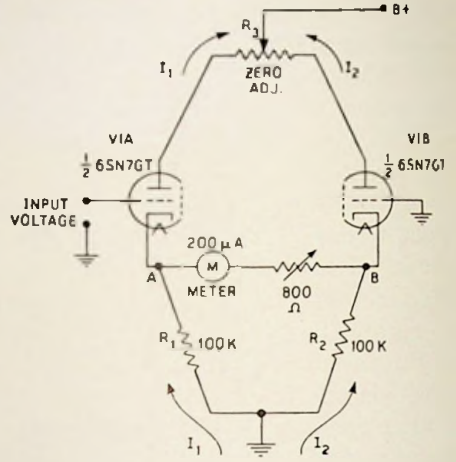 B+
R3
I1
I2
ZERO
ADJ.
V1A
½ 6SN7GT
V1B
½ 6SN7GT
INPUT
VOLTAGE
200 µA
A
M
B
METER
800
Ω
R1
100K
R2
100K
I1
I2